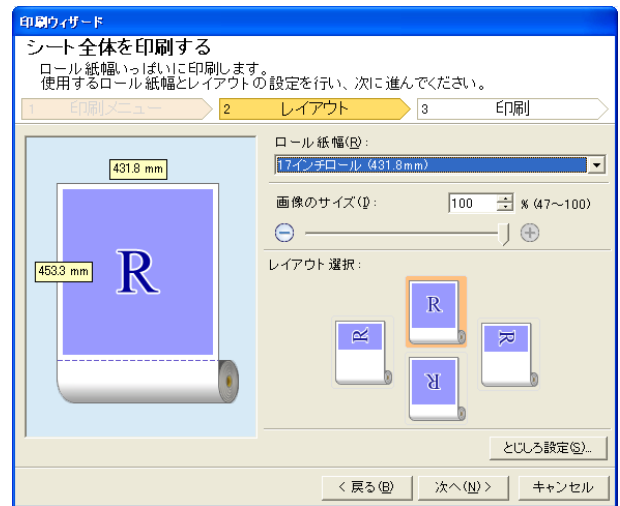 印刷ウィザード
シート全体を印刷する
ロール紙幅いっぱいに印刷します。
使用するロール紙幅とレイアウトの設定を行い、次に進んでください。
1 印刷メニュー 2 レイアウト 3 印刷
ロール紙幅(R):
17インチロール (431.8mm)
431.8 mm
画像のサイズ(I): 100 % (47～100)
453.3 mm
R
レイアウト選択:
R
R
R
R
とじしろ設定(S)...
< 戻る(B) 次へ(N) > キャンセル